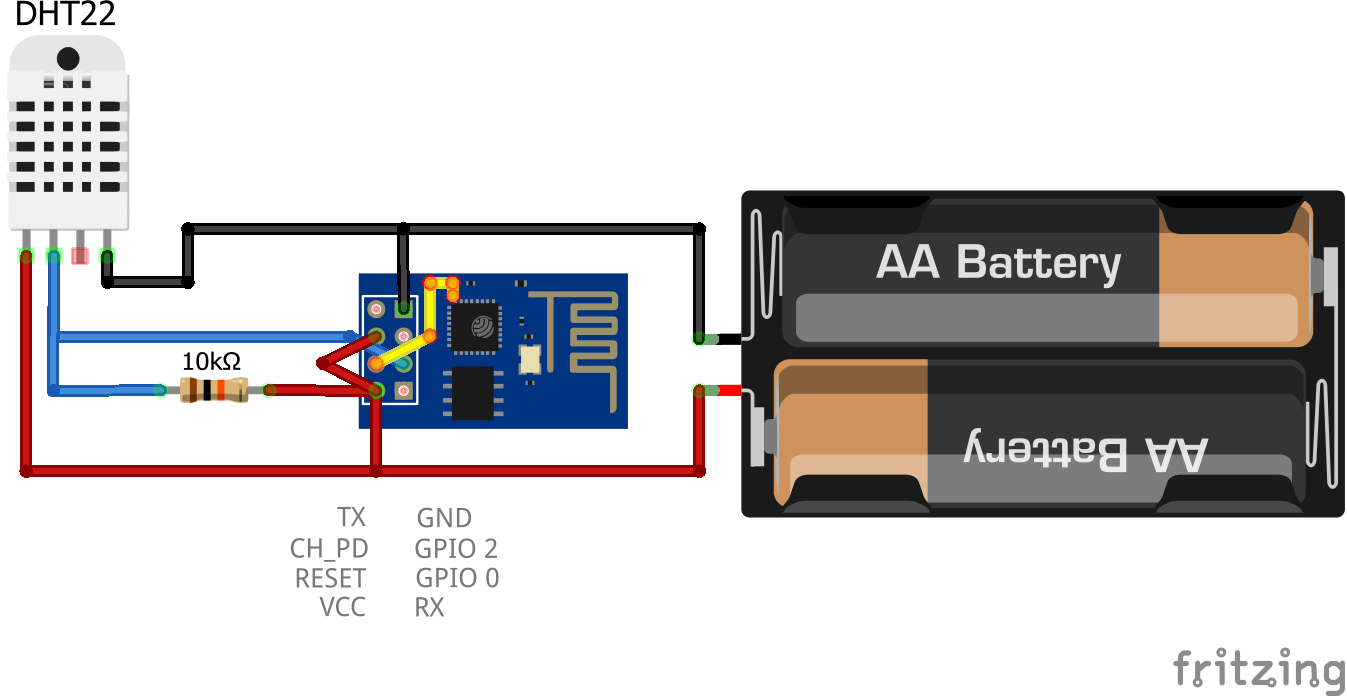 DHT22
AA Battery
10kΩ
AA Battery
TX GND
CH_PD GPIO 2
RESET GPIO 0
VCC RX
fritzing